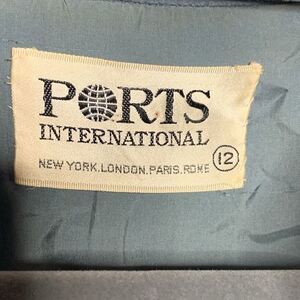 PORTS
INTERNATIONAL
NEW YORK.LONDON.PARIS.ROME 12